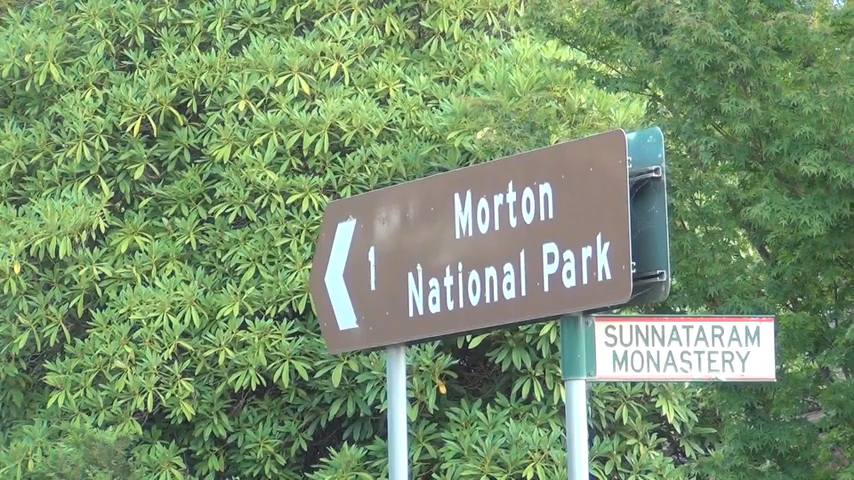 1
Morton
National Park
SUNNATARAM
MONASTERY